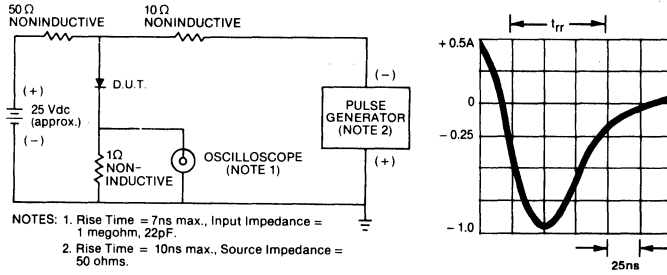 50 Ω
NONINDUCTIVE
10 Ω
NONINDUCTIVE
(+)
25 Vdc
(approx.)
(−)
D.U.T.
1Ω
NON-
INDUCTIVE
OSCILLOSCOPE
(NOTE 1)
(−)
PULSE
GENERATOR
(NOTE 2)
(+)
NOTES: 1. Rise Time = 7ns max., Input Impedance =
1 megohm, 22pF.
2. Rise Time = 10ns max., Source Impedance =
50 ohms.
trr
+ 0.5A
0
− 0.25
− 1.0
25ns